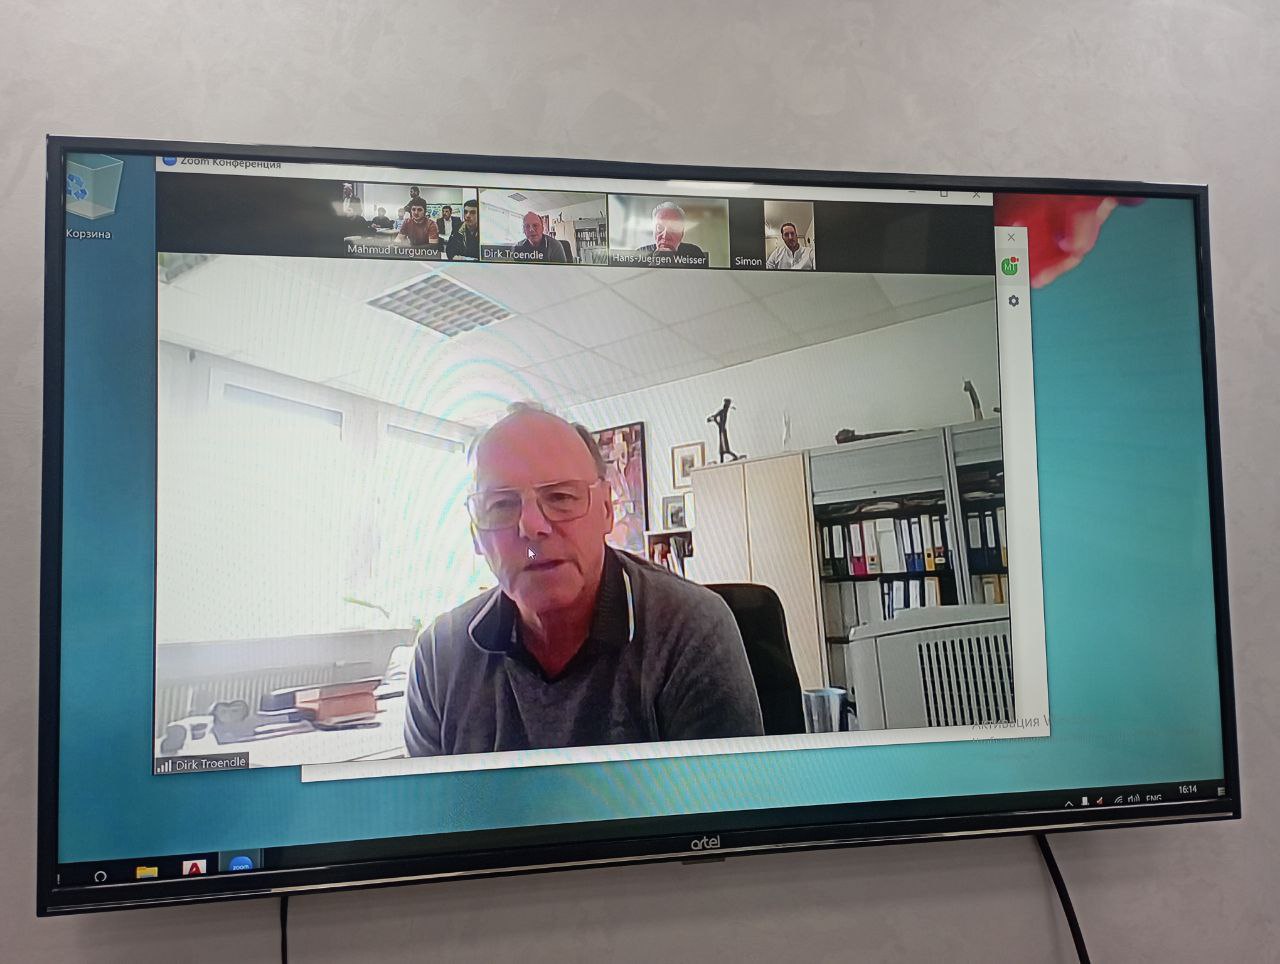 Zoom Конференция
Корзина
Mahmud Turgunov
Dirk Troendle
Hans-Juergen Weisser
Simon
MT
Dirk Troendle
Активация
16:14
ENG
artel
zoom